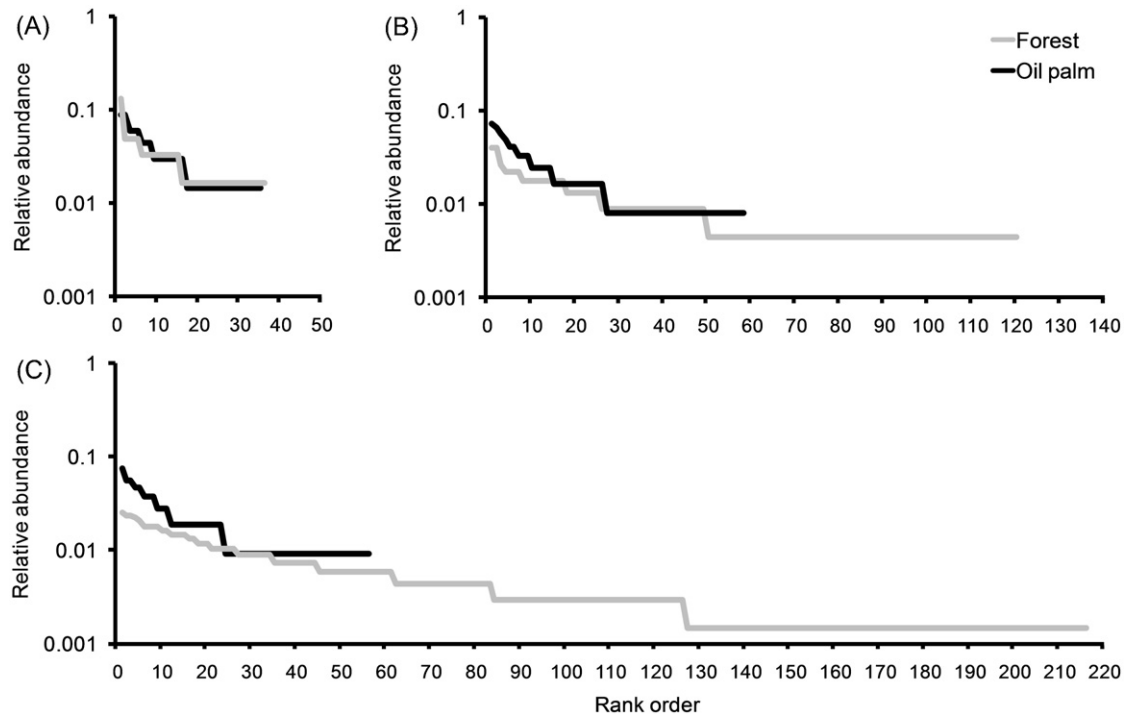 (A)
1
0.1
0.01
0.001
Relative abundance
0 10 20 30 40 50
(B)
1
0.1
0.01
0.001
Relative abundance
0 10 20 30 40 50 60 70 80 90 100 110 120 130 140
Forest
Oil palm
(C)
1
0.1
0.01
0.001
Relative abundance
0 10 20 30 40 50 60 70 80 90 100 110 120 130 140 150 160 170 180 190 200 210 220
Rank order